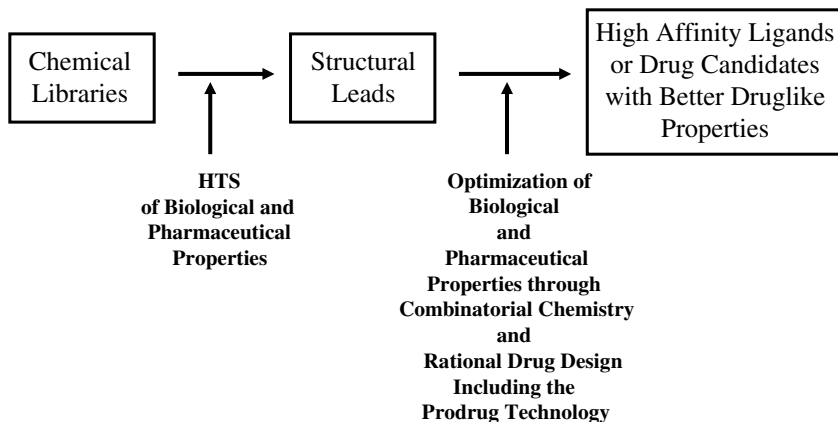 Chemical
Libraries
Structural
Leads
High Affinity Ligands
or Drug Candidates
with Better Druglike
Properties
HTS
of Biological and
Pharmaceutical
Properties
Optimization of
Biological
and
Pharmaceutical
Properties through
Combinatorial Chemistry
and
Rational Drug Design
Including the
Prodrug Technology